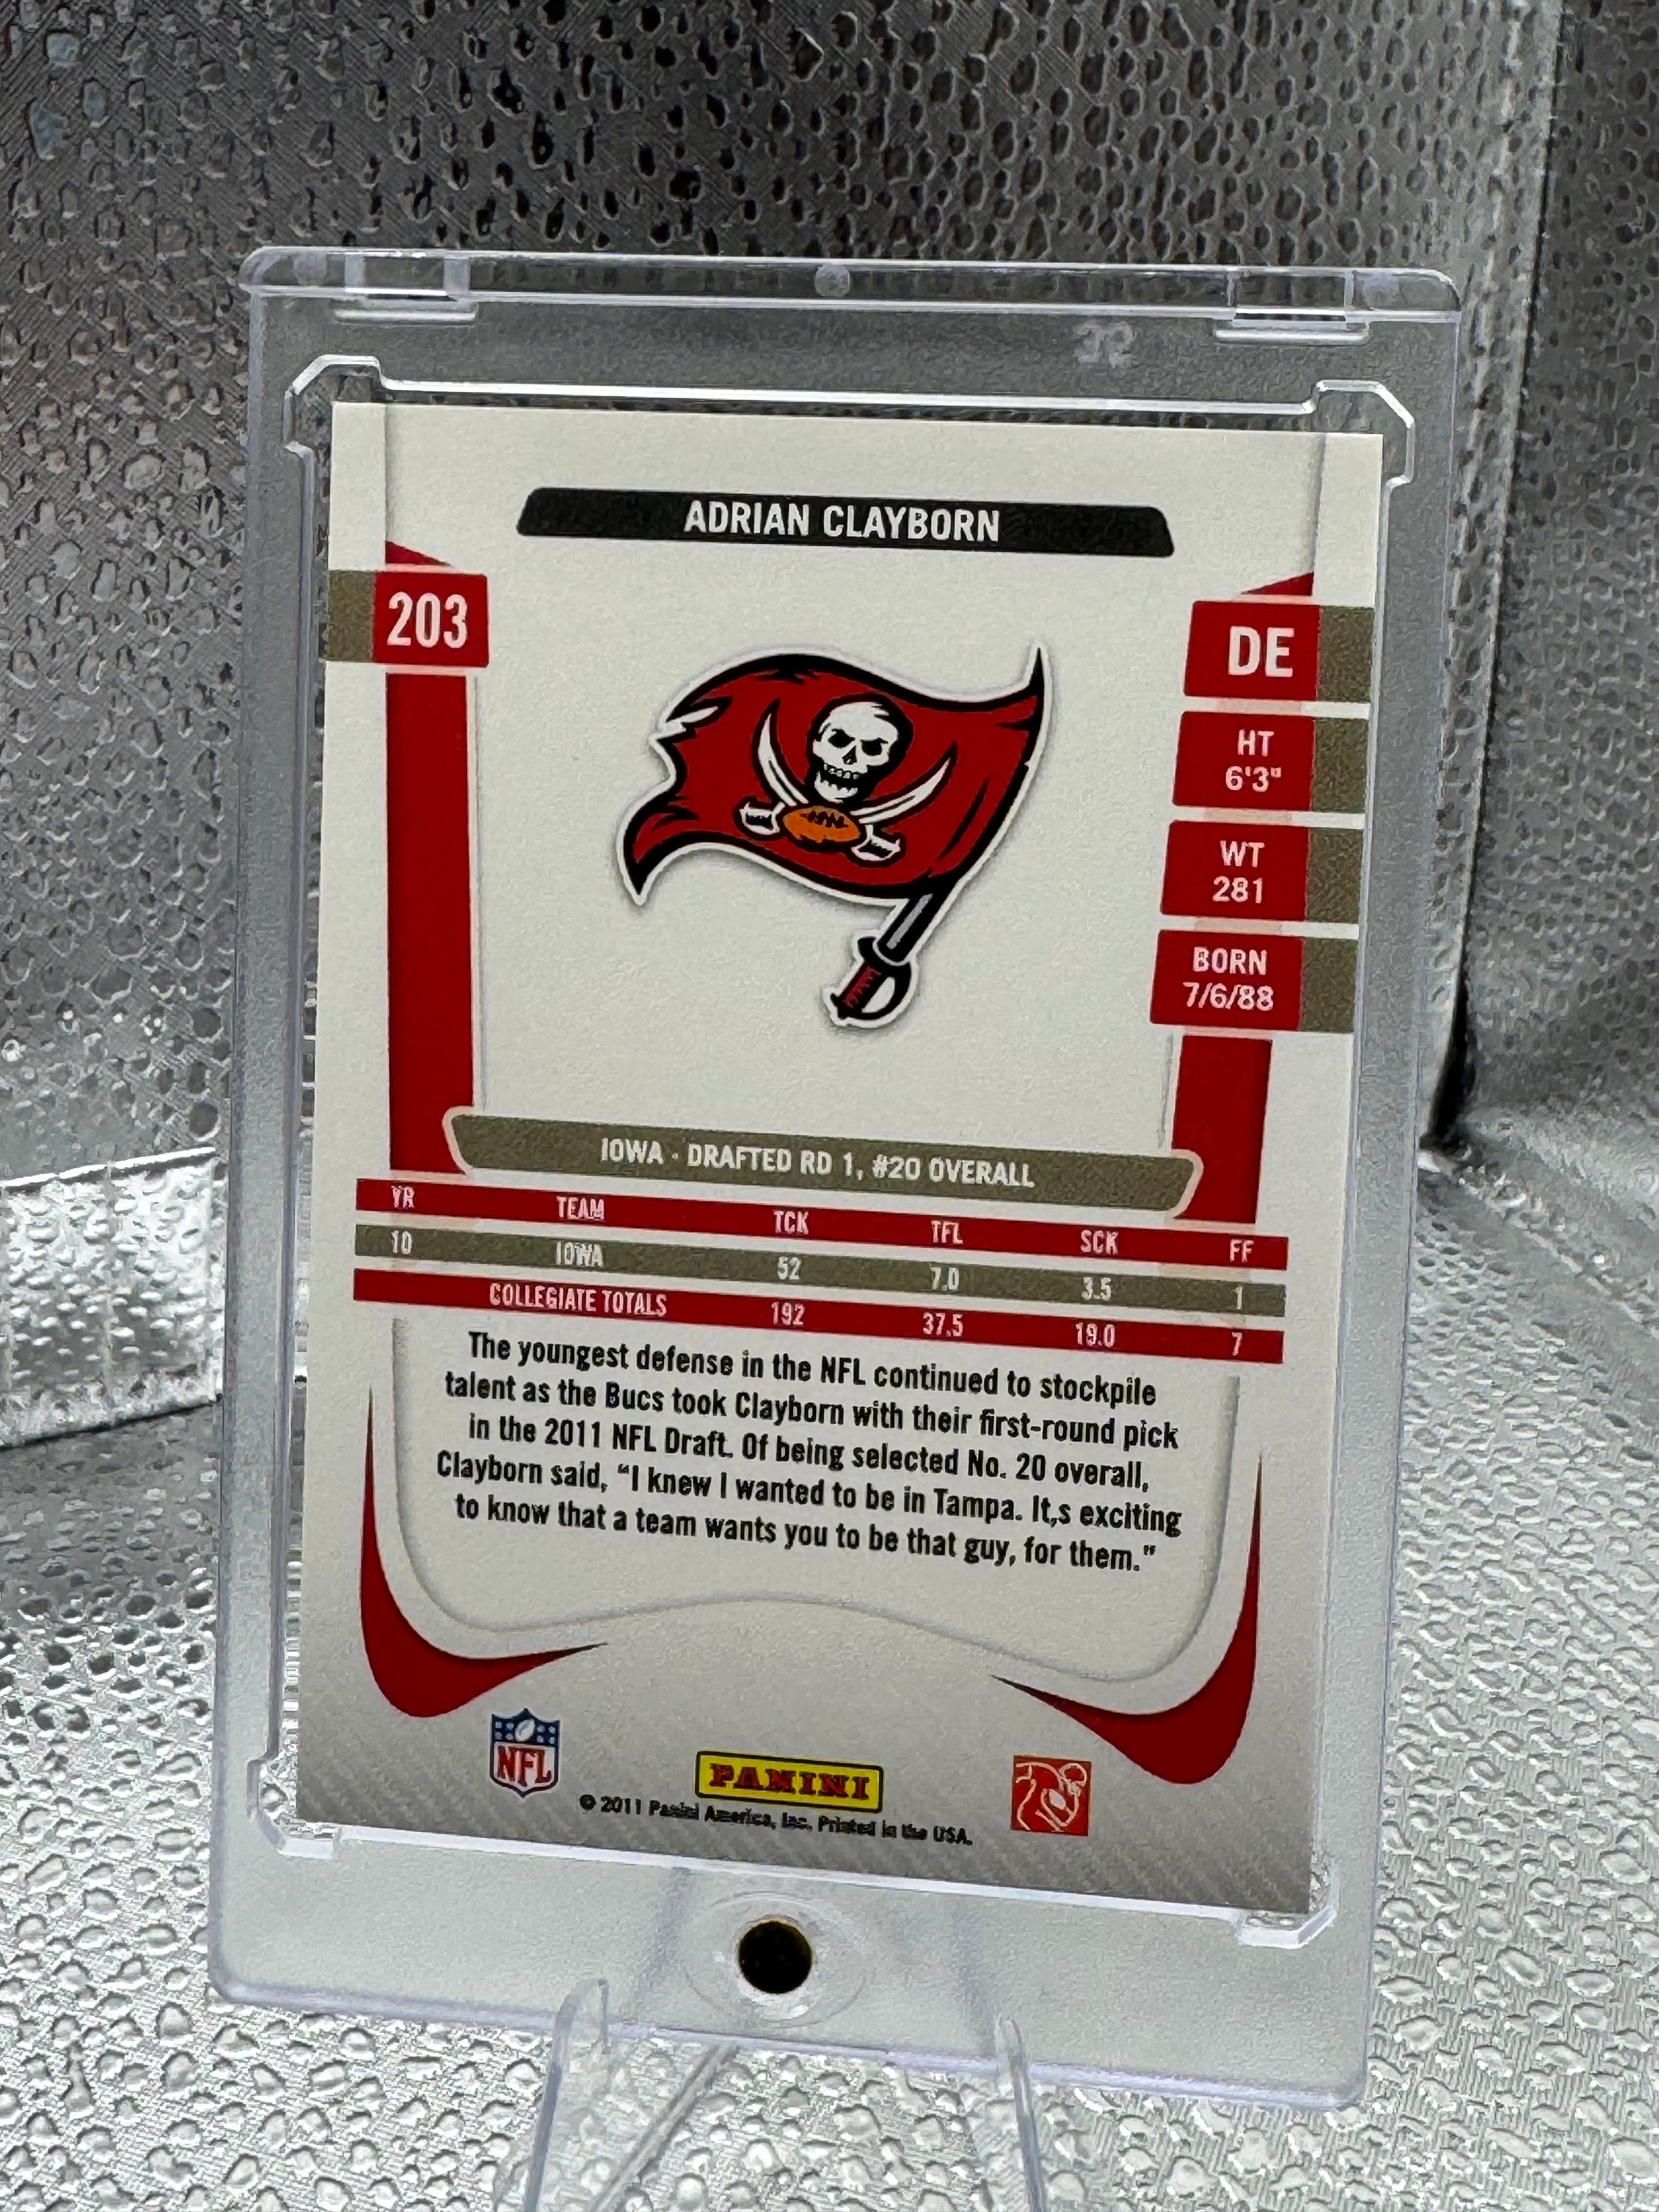 ADRIAN CLAYBORN
203
DE
HT
6'3"
WT
281
BORN
7/6/88
IOWA - DRAFTED RD 1, #20 OVERALL
YR TEAM TCK TFL SCK FF
10 IOWA 52 7.0 3.5 1
COLLEGIATE TOTALS 192 37.5 19.0 7
The youngest defense in the NFL continued to stockpile
talent as the Bucs took Clayborn with their first-round pick
in the 2011 NFL Draft. Of being selected No. 20 overall,
Clayborn said, “I knew I wanted to be in Tampa. It,s exciting
to know that a team wants you to be that guy, for them.”
NFL
PANINI
© 2011 Panini America, Inc. Printed in the USA.